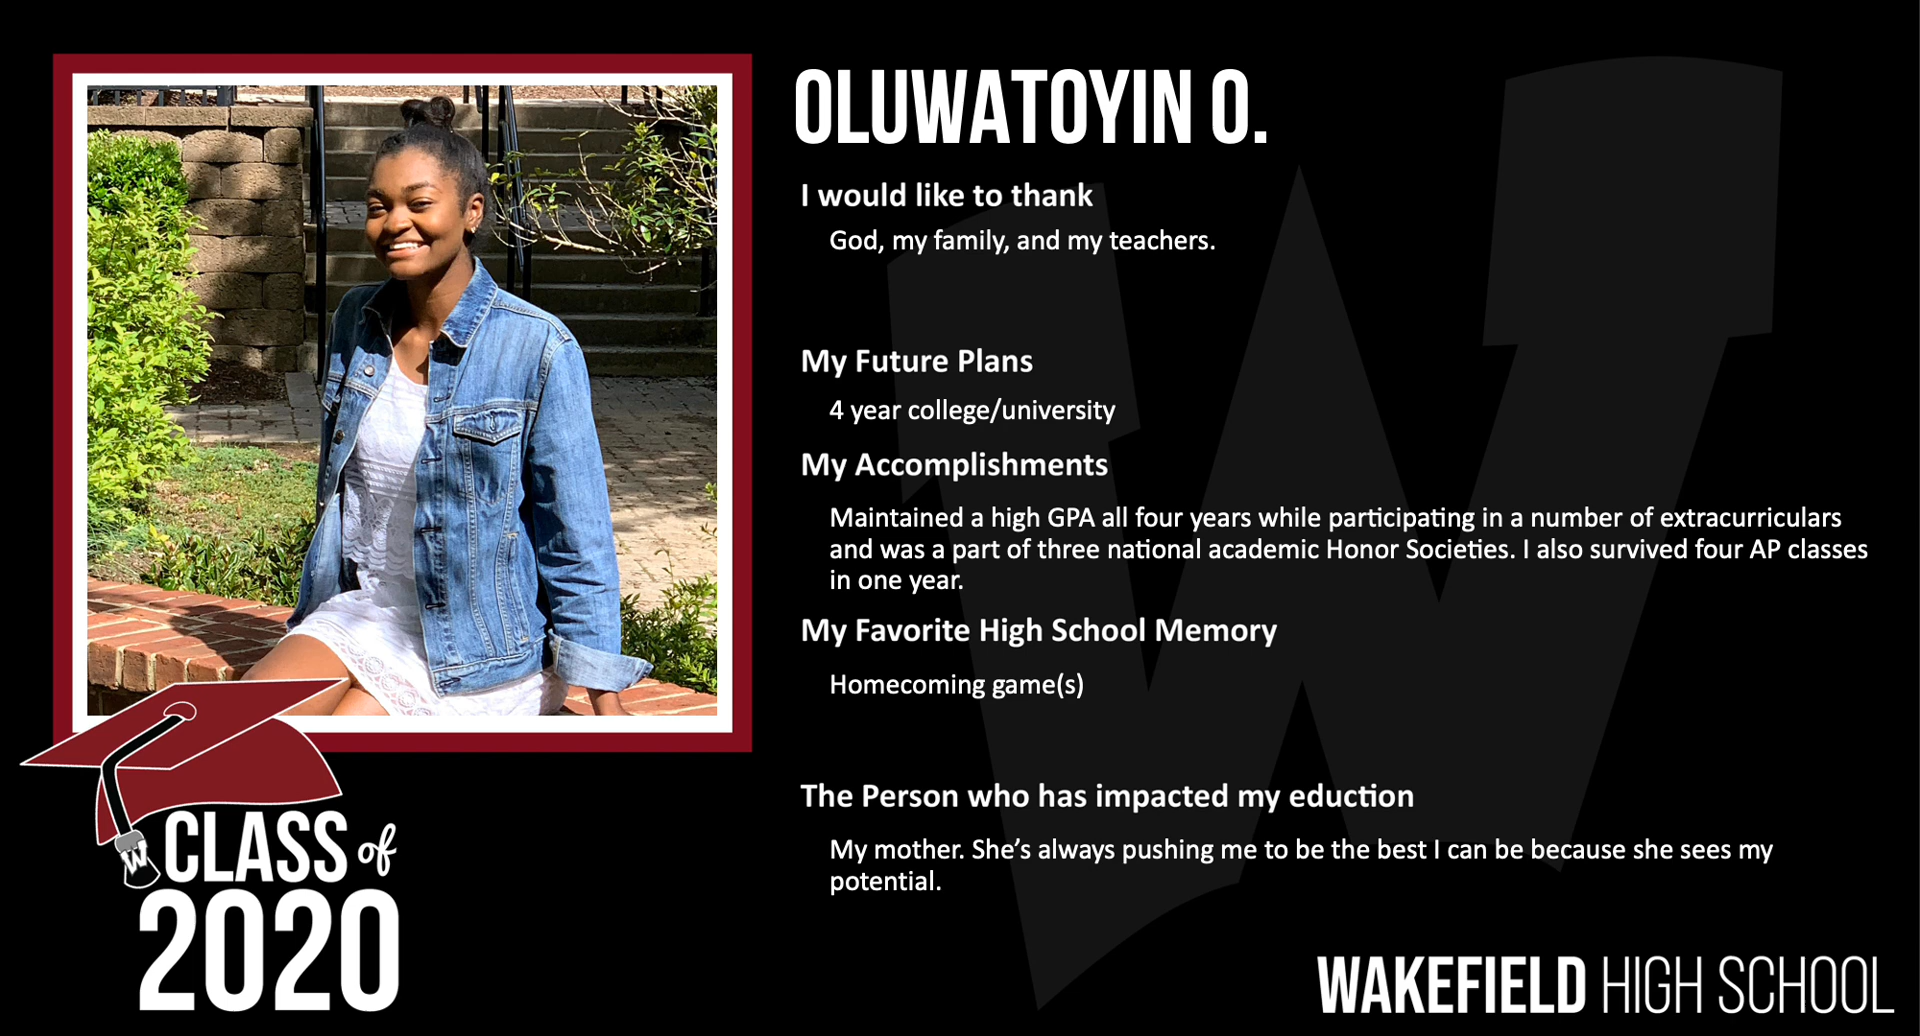 OLUWATOYIN O.
I would like to thank
God, my family, and my teachers.
My Future Plans
4 year college/university
My Accomplishments
Maintained a high GPA all four years while participating in a number of extracurriculars
and was a part of three national academic Honor Societies. I also survived four AP classes
in one year.
My Favorite High School Memory
Homecoming game(s)
The Person who has impacted my eduction
My mother. She’s always pushing me to be the best I can be because she sees my
potential.
W
CLASS of
2020
WAKEFIELD HIGH SCHOOL